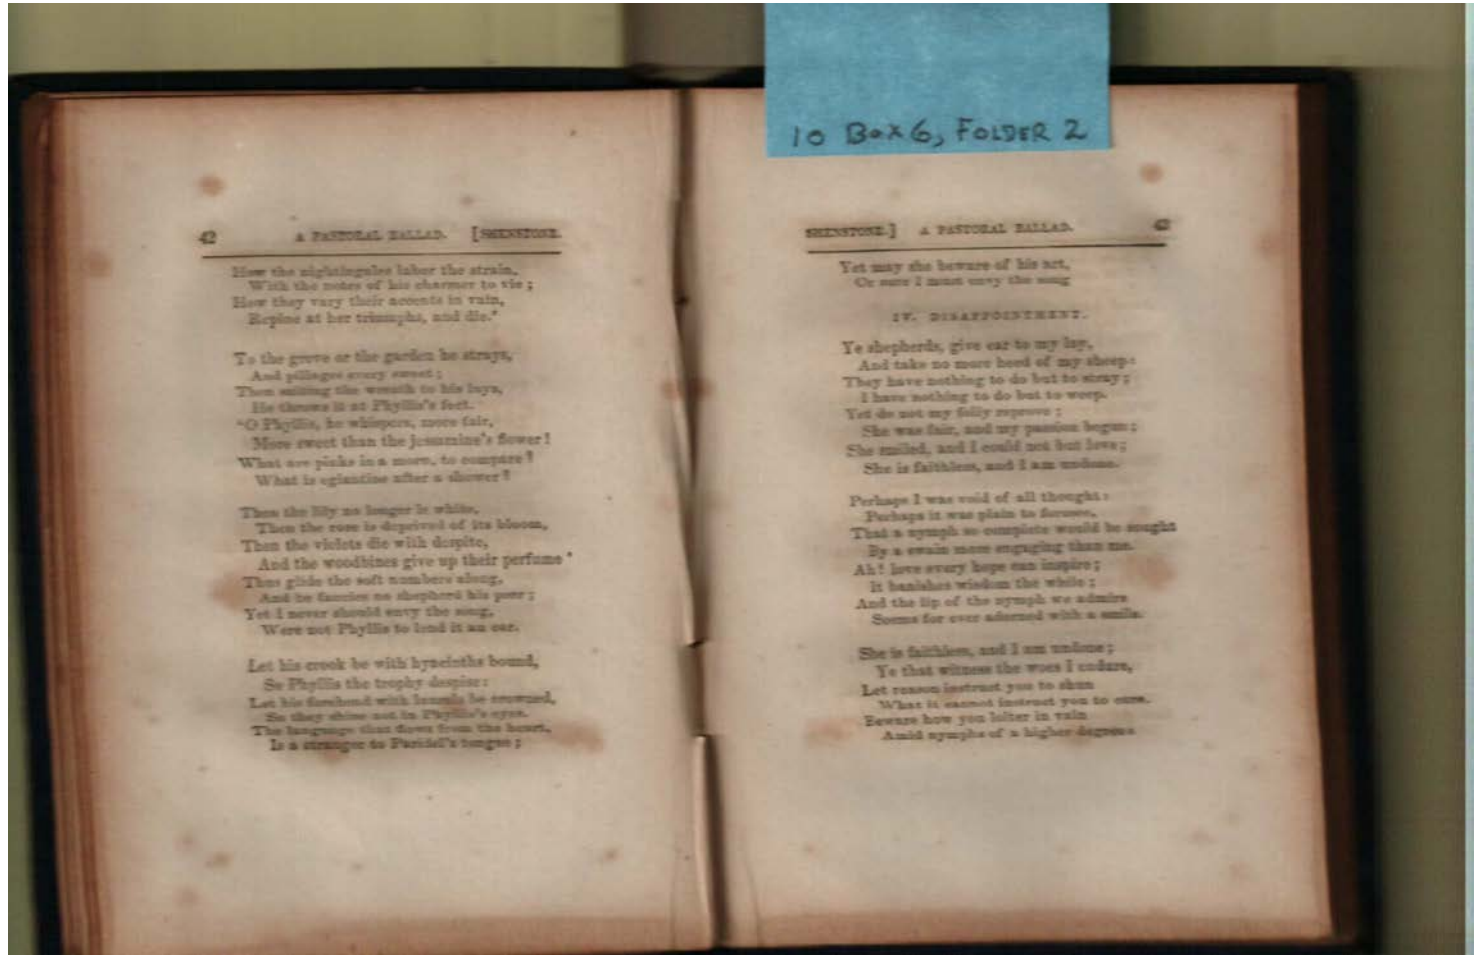 10 BOX 6, FOLDER 2
42 A PASTORAL BALLAD. [SHENSTONE.
How the nightingales labor the strain,
With the notes of his charmer to vie;
How they vary their accents in vain,
Repine at her triumphs, and die."
To the grove or the garden he strays,
And pillages every sweet;
Then suiting the wreath to his lays,
He throws it at Phyllis's feet.
"O Phyllis, he whispers, more fair,
More sweet than the jessamine's flower!
What are pinks in a morn, to compare?
What is eglantine after a shower?
Then the lily no longer is white,
Then the rose is deprived of its bloom,
Then the violets die with despite,
And the woodbines give up their perfume"
Thus glide the soft numbers along,
And he fancies no shepherd his peer;
Yet I never should envy the song,
Were not Phyllis to lend it an ear.
Let his crook be with hyacinths bound,
So Phyllis the trophy despise:
Let his forehead with laurels be crowned,
So they shine not in Phyllis's eyes.
The language that flows from the heart,
Is a stranger to Paridel's tongue;
SHENSTONE.] A PASTORAL BALLAD. 43
Yet may she beware of his art,
Or sure I must envy the song
IV. DISAPPOINTMENT.
Ye shepherds, give ear to my lay,
And take no more heed of my sheep:
They have nothing to do but to stray;
I have nothing to do but to weep.
Yet do not my folly reprove;
She was fair, and my passion begun;
She smiled, and I could not but love;
She is faithless, and I am undone.
Perhaps I was void of all thought:
Perhaps it was plain to foresee,
That a nymph so complete would be sought
By a swain more engaging than me.
Ah! love every hope can inspire;
It banishes wisdom the while;
And the lip of the nymph we admire
Seems for ever adorned with a smile.
She is faithless, and I am undone;
Ye that witness the woes I endure,
Let reason instruct you to shun
What it cannot instruct you to cure.
Beware how you loiter in vain
Amid nymphs of a higher degree: